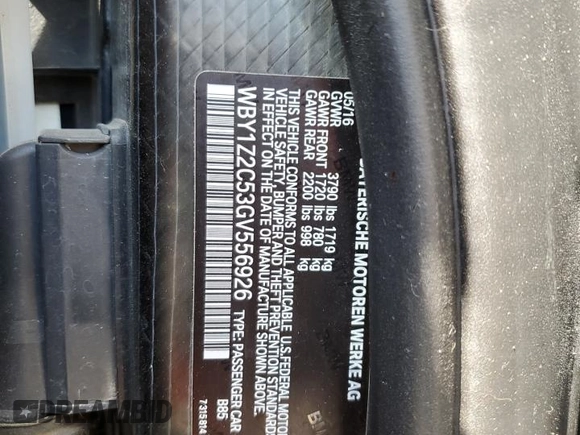 BAYERISCHE MOTOREN WERKE AG
05/16
GVWR 3790 lbs 1719 kg
GAWR FRONT 1720 lbs 780 kg
GAWR REAR 2200 lbs 998 kg
THIS VEHICLE CONFORMS TO ALL APPLICABLE U.S.FEDERAL MOTOR
VEHICLE SAFETY, BUMPER AND THEFT PREVENTION STANDARD
IN EFFECT ON THE DATE OF MANUFACTURE SHOWN ABOVE.
WBY1Z2C53GV556926 TYPE: PASSENGER CAR
B85
7315814
DREAMBID